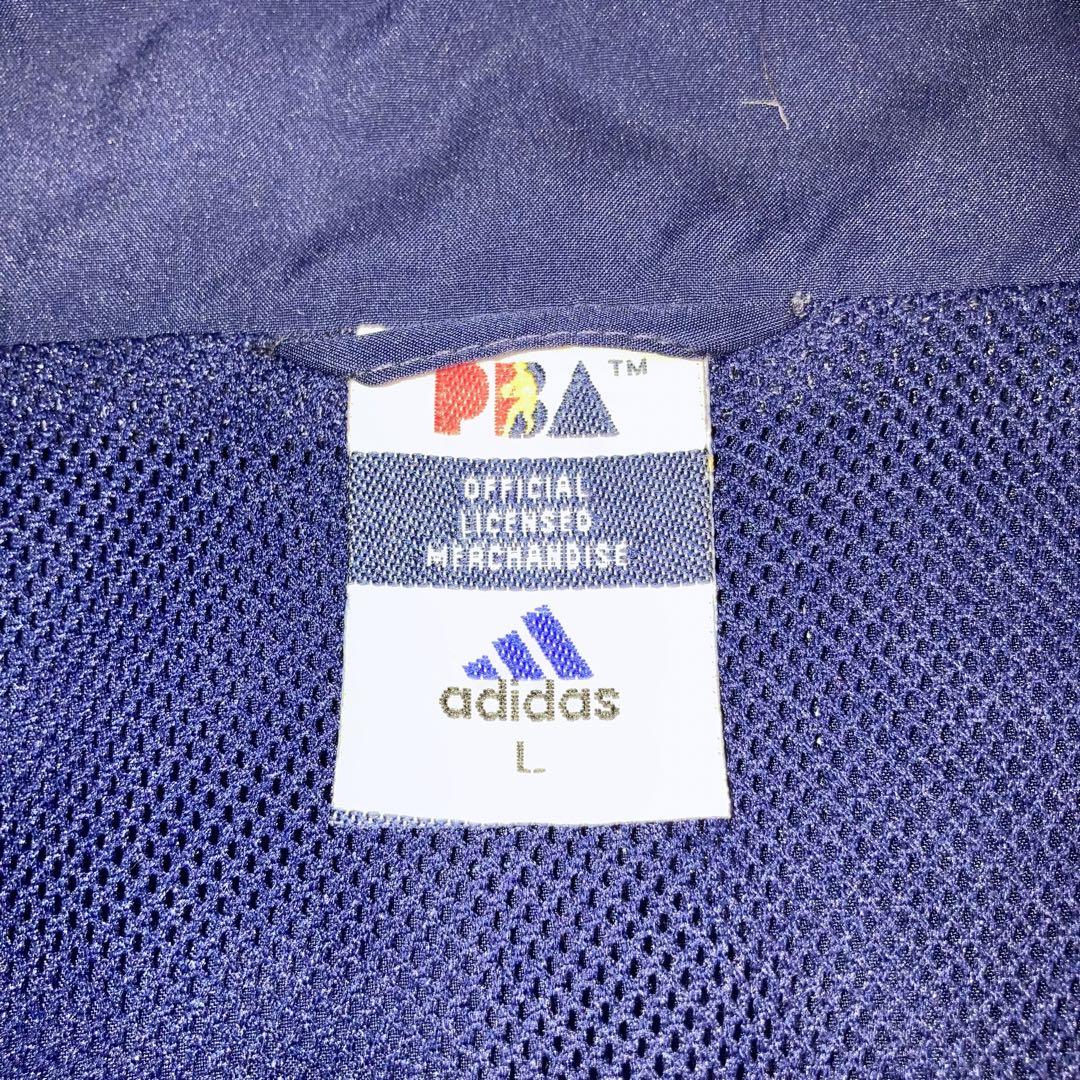 PBA™
OFFICIAL
LICENSED
MERCHANDISE
adidas
L